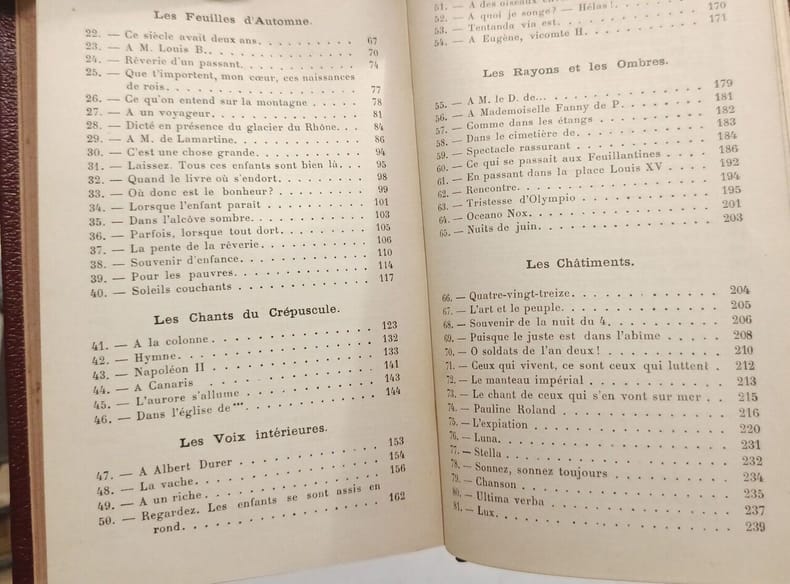 Les Feuilles d'Automne.
22. — Ce siècle avait deux ans. 67
23. — A M. Louis B. 70
24. — Rêverie d'un passant. 74
25. — Que t'importent, mon cœur, ces naissances
de rois. 77
26. — Ce qu'on entend sur la montagne . . . . . 78
27. — A un voyageur. 81
28. — Dicté en présence du glacier du Rhône. 84
29. — A M. de Lamartine. 86
30. — C'est une chose grande. 94
31. — Laissez. Tous ces enfants sont bien là. 95
32. — Quand le livre où s'endort. 98
33. — Où donc est le bonheur? 99
34. — Lorsque l'enfant paraît 101
35. — Dans l'alcôve sombre. 103
36. — Parfois, lorsque tout dort. 105
37. — La pente de la rêverie 106
38. — Souvenir d'enfance. 110
39. — Pour les pauvres. 114
40. — Soleils couchants 117
Les Chants du Crépuscule.
41. — A la colonne. 123
42. — Hymne. 132
43. — Napoléon II 133
44. — A Canaris 141
45. — L'aurore s'allume 143
46. — Dans l'église de*** 144
Les Voix intérieures.
47. — A Albert Durer 153
48. — La vache. 154
49. — A un riche 156
50. — Regardez. Les enfants se sont assis en
rond. 162
51. — A des oiseaux
52. — A quoi je songe? — Hélas!. 170
53. — Tentanda via est. 171
54. — A Eugène, vicomte H.
Les Rayons et les Ombres.
55. — A M. le D. de... 179
56. — A Mademoiselle Fanny de P. 181
57. — Comme dans les étangs 182
58. — Dans le cimetière de. 183
59. — Spectacle rassurant 184
60. — Ce qui se passait aux Feuillantines 186
61. — En passant dans la place Louis XV 192
62. — Rencontre. 194
63. — Tristesse d'Olympio 195
64. — Oceano Nox. 201
65. — Nuits de juin. 203
Les Châtiments.
66. — Quatre-vingt-treize. 204
67. — L'art et le peuple. 205
68. — Souvenir de la nuit du 4. 206
69. — Puisque le juste est dans l'abîme 208
70. — O soldats de l'an deux! 210
71. — Ceux qui vivent, ce sont ceux qui luttent . 212
72. — Le manteau impérial . 213
73. — Le chant de ceux qui s'en vont sur mer . . 215
74. — Pauline Roland 216
75. — L'expiation 220
76. — Luna. 231
77. — Stella 232
78. — Sonnez, sonnez toujours 234
79. — Chanson 235
80. — Ultima verba 237
81. — Lux. 239